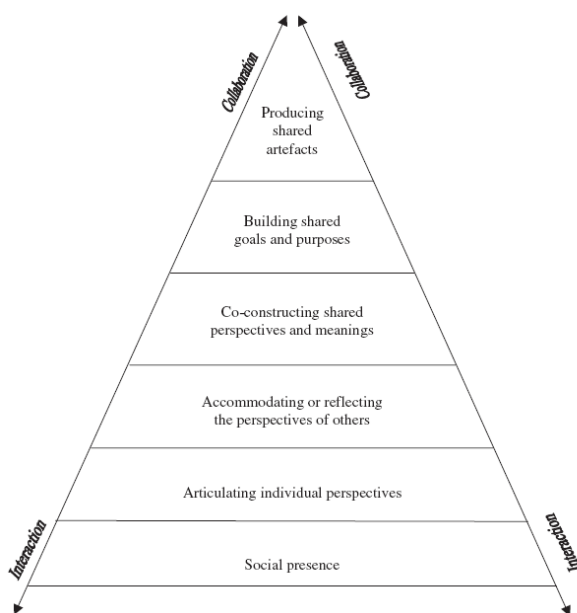 Collaboration
Collaboration
Producing
shared
artefacts
Building shared
goals and purposes
Co-constructing shared
perspectives and meanings
Accommodating or reflecting
the perspectives of others
Articulating individual perspectives
Interaction
Interaction
Social presence